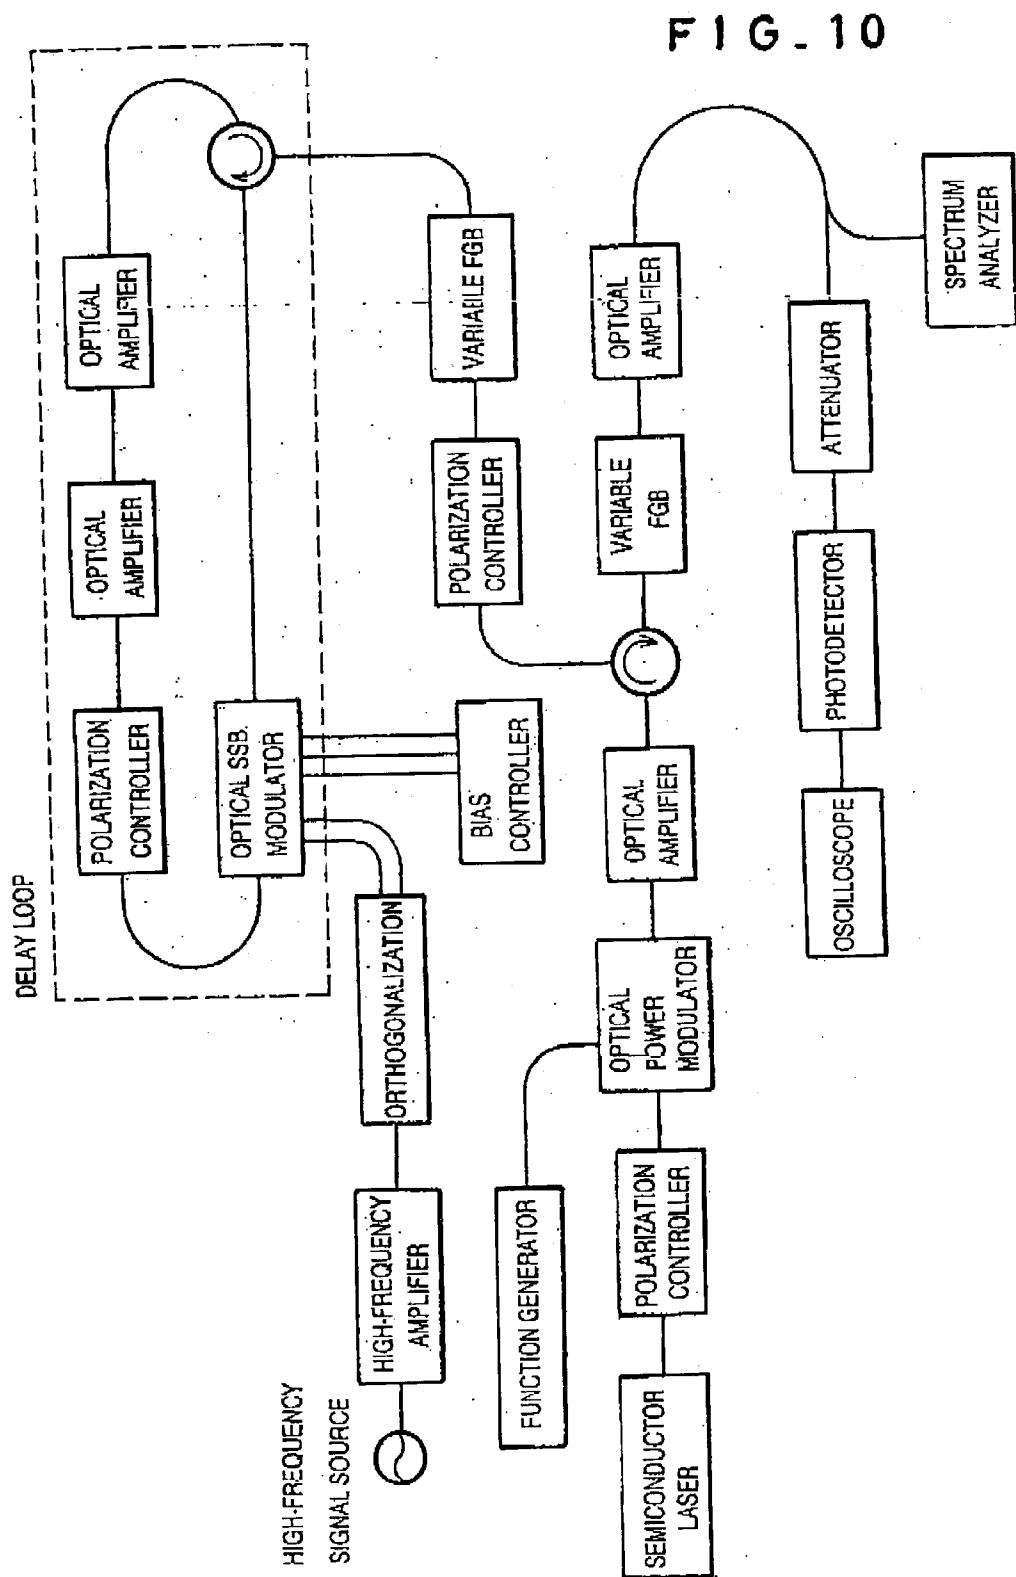 FIG. 10
DELAY LOOP
POLARIZATION
CONTROLLER
OPTICAL
AMPLIFIER
OPTICAL
AMPLIFIER
OPTICAL SSB.
MODULATOR
HIGH-FREQUENCY
SIGNAL SOURCE
HIGH-FREQUENCY
AMPLIFIER
ORTHOGONALIZATION
BIAS
CONTROLLER
POLARIZATION
CONTROLLER
VARIABLE FGB
FUNCTION GENERATOR
SEMICONDUCTOR
LASER
POLARIZATION
CONTROLLER
OPTICAL
POWER
MODULATOR
OPTICAL
AMPLIFIER
VARIABLE
FGB
OPTICAL
AMPLIFIER
OSCILLOSCOPE
PHOTODETECTOR
ATTENUATOR
SPECTRUM
ANALYZER